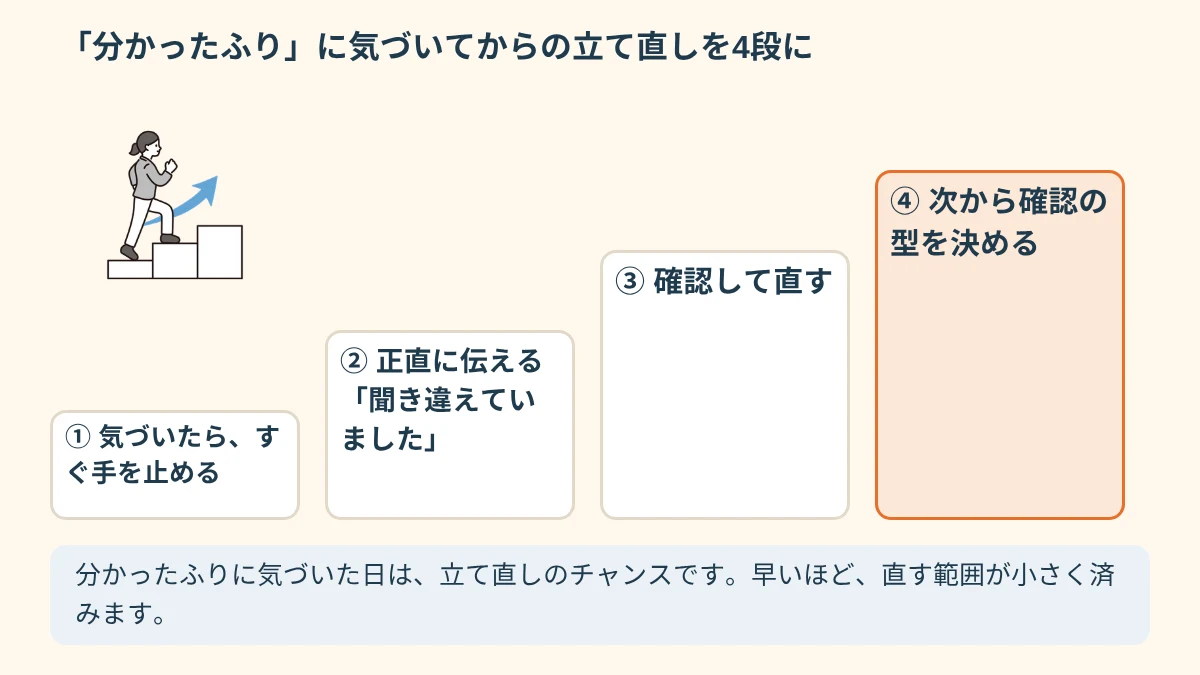 「分かったふり」に気づいてからの立て直しを4段に
① 気づいたら、す
ぐ手を止める
② 正直に伝える
「聞き違えてい
ました」
③ 確認して直す
④ 次から確認の
型を決める
分かったふりに気づいた日は、立て直しのチャンスです。早いほど、直す範囲が小さく済
みます。